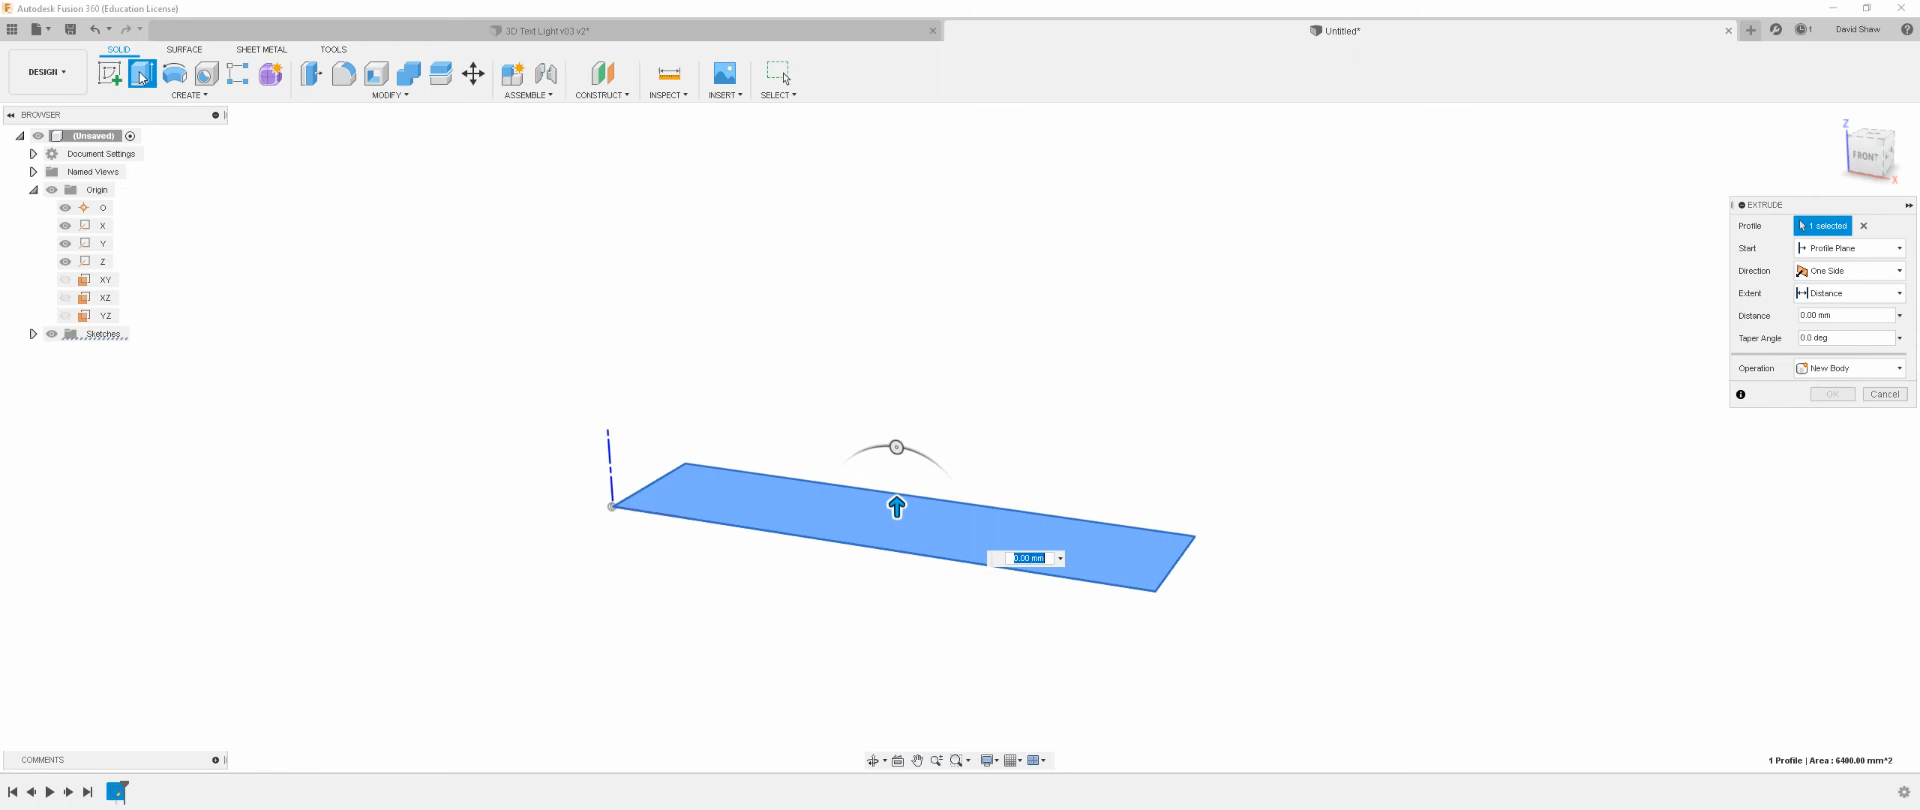 Autodesk Fusion 360 (Education License)
3D Text Light v03 v2*
Untitled*
1
David Shaw
SOLID
SURFACE
SHEET METAL
TOOLS
DESIGN
CREATE
MODIFY
ASSEMBLE
CONSTRUCT
INSPECT
INSERT
SELECT
BROWSER
(Unsaved)
Document Settings
Named Views
Origin
O
X
Y
Z
XY
XZ
YZ
Sketches
Z
FRONT
X
EXTRUDE
Profile 1 selected
Start Profile Plane
Direction One Side
Extent Distance
Distance 0.00 mm
Taper Angle 0.0 deg
Operation New Body
OK Cancel
0.00 mm
COMMENTS
1 Profile | Area : 6400.00 mm^2